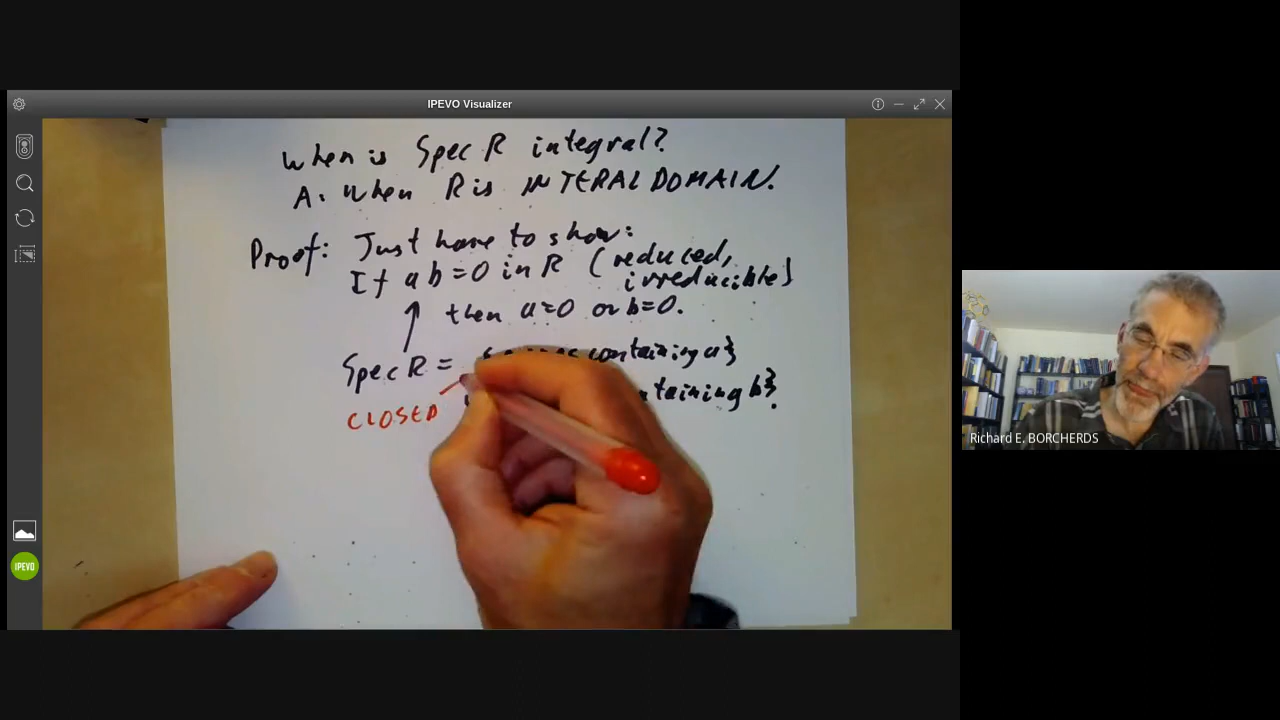 IPEVO Visualizer
When is Spec R integral?
A: When R is INTERAL DOMAIN.
Proof: Just have to show:
If ab=0 in R (reduced,
irreducible)
then a=0 or b=0.
Spec R = containing a}
containing b}.
CLOSED
Richard E. BORCHERDS
IPEVO